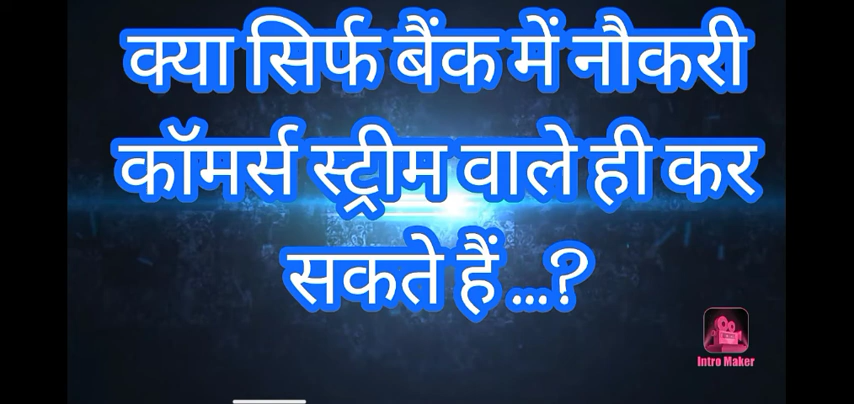 क्या सिर्फ बैंक में नौकरी
कॉमर्स स्ट्रीम वाले ही कर
सकते हैं ...?
Intro Maker